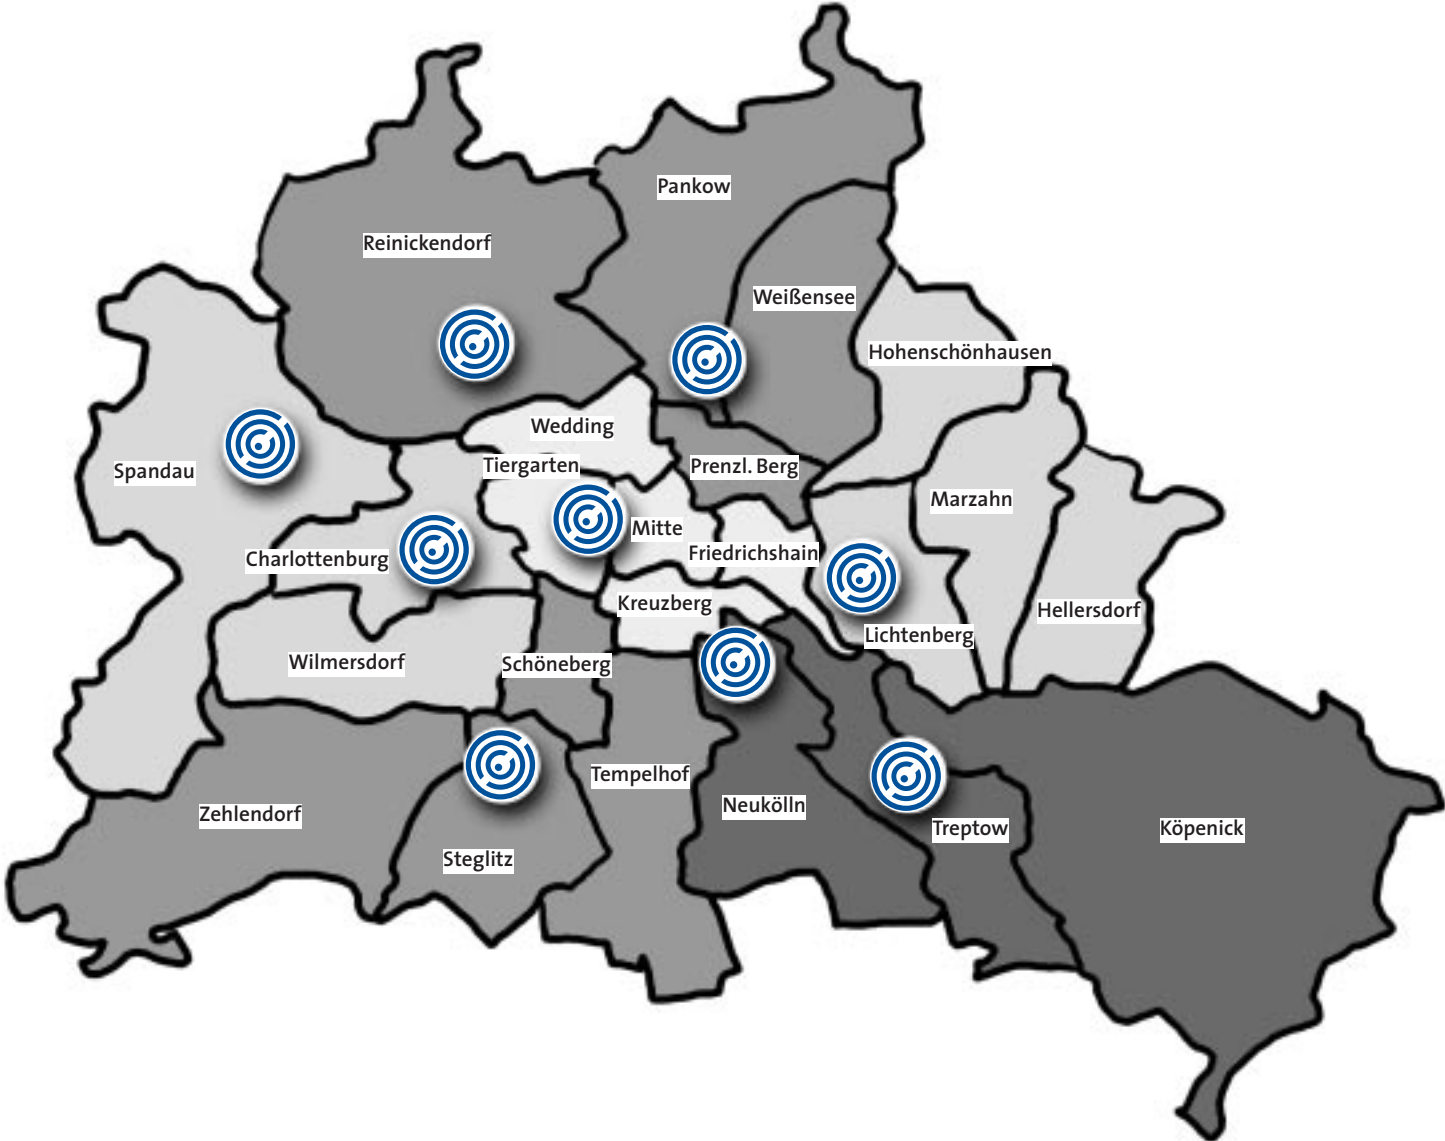 Pankow
Reinickendorf
Weißensee
Hohenschönhausen
Wedding
Tiergarten
Prenzl. Berg
Spandau
Marzahn
Mitte
Friedrichshain
Charlottenburg
Kreuzberg
Hellersdorf
Lichtenberg
Wilmersdorf
Schöneberg
Tempelhof
Neukölln
Zehlendorf
Treptow
Köpenick
Steglitz